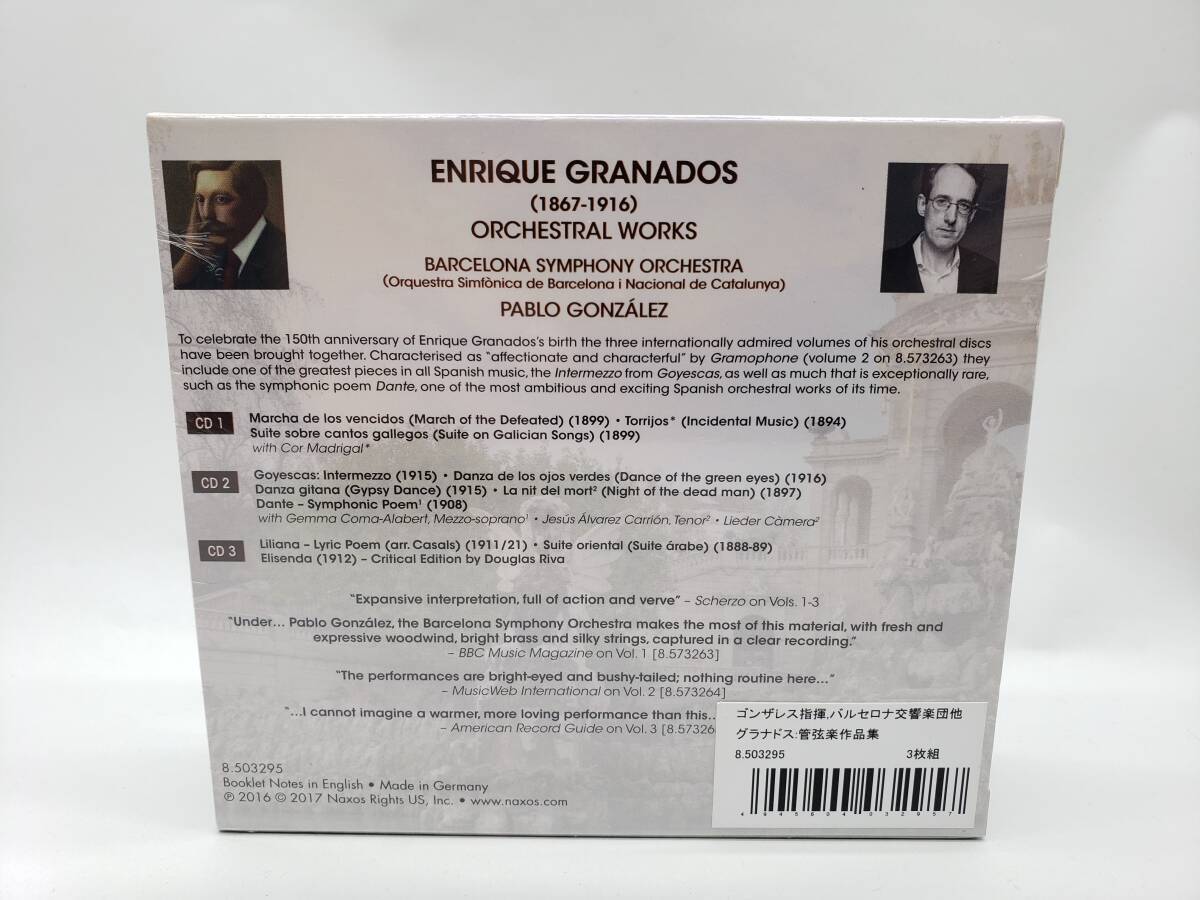 ENRIQUE GRANADOS
(1867-1916)
ORCHESTRAL WORKS
BARCELONA SYMPHONY ORCHESTRA
(Orquestra Simfònica de Barcelona i Nacional de Catalunya)
PABLO GONZÁLEZ
To celebrate the 150th anniversary of Enrique Granados's birth the three internationally admired volumes of his orchestral discs
have been brought together. Characterised as "affectionate and characterful" by Gramophone (volume 2 on 8.573263) they
include one of the greatest pieces in all Spanish music, the Intermezzo from Goyescas, as well as much that is exceptionally rare,
such as the symphonic poem Dante, one of the most ambitious and exciting Spanish orchestral works of its time.
CD 1
Marcha de los vencidos (March of the Defeated) (1899) • Torrijos* (Incidental Music) (1894)
Suite sobre cantos gallegos (Suite on Galician Songs) (1899)
with Cor Madrigal*
CD 2
Goyescas: Intermezzo (1915) • Danza de los ojos verdes (Dance of the green eyes) (1916)
Danza gitana (Gypsy Dance) (1915) • La nit del mort² (Night of the dead man) (1897)
Dante – Symphonic Poem¹ (1908)
with Gemma Coma-Alabert, Mezzo-soprano¹ • Jesús Álvarez Carrión, Tenor² • Lieder Càmera²
CD 3
Liliana – Lyric Poem (arr. Casals) (1911/21) • Suite oriental (Suite árabe) (1888-89)
Elisenda (1912) – Critical Edition by Douglas Riva
"Expansive interpretation, full of action and verve" – Scherzo on Vols. 1-3
"Under... Pablo González, the Barcelona Symphony Orchestra makes the most of this material, with fresh and
expressive woodwind, bright brass and silky strings, captured in a clear recording."
– BBC Music Magazine on Vol. 1 [8.573263]
"The performances are bright-eyed and bushy-tailed; nothing routine here..."
– MusicWeb International on Vol. 2 [8.573264]
"...I cannot imagine a warmer, more loving performance than this...
– American Record Guide on Vol. 3 [8.57326
ゴンザレス指揮,バルセロナ交響楽団他
グラナドス:管弦楽作品集
8.503295 3枚組
4945604032957
8.503295
Booklet Notes in English • Made in Germany
℗ 2016 © 2017 Naxos Rights US, Inc. • www.naxos.com